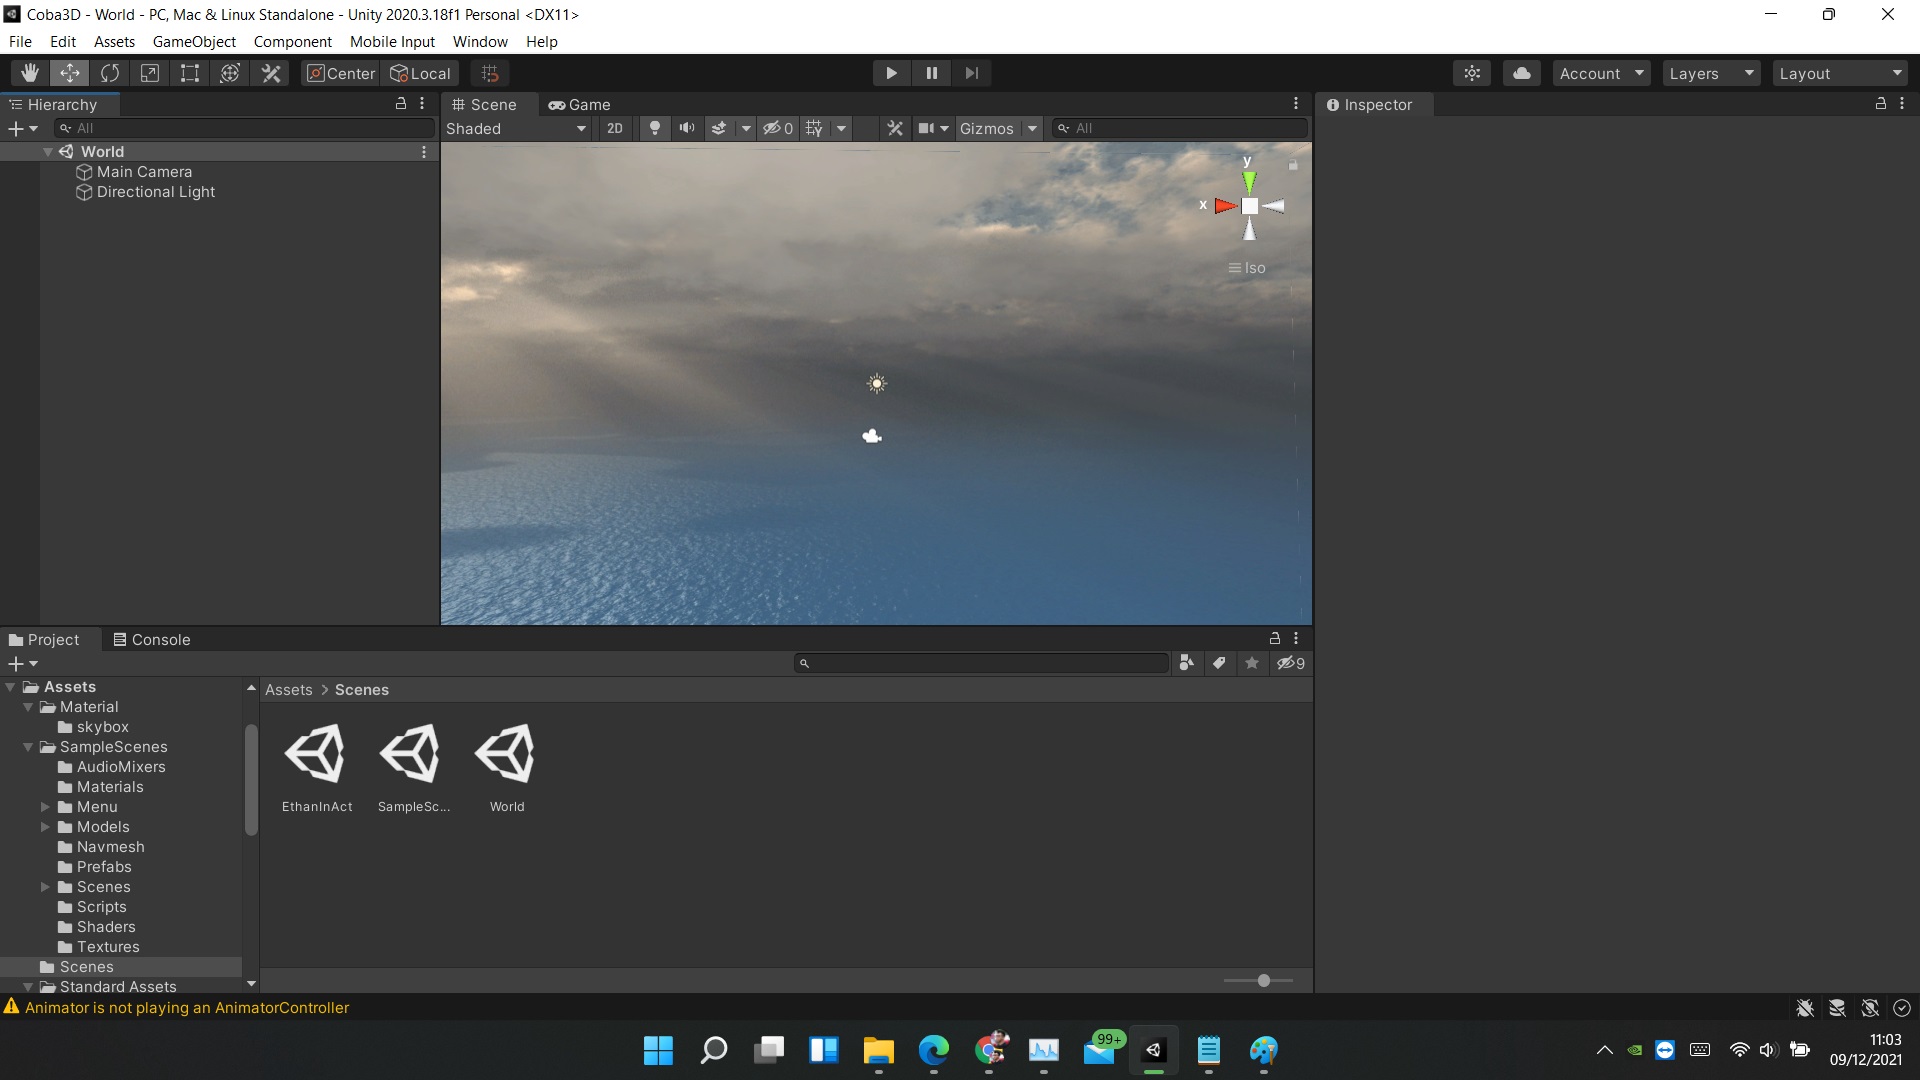 Coba3D - World - PC, Mac & Linux Standalone - Unity 2020.3.18f1 Personal <DX11>
File Edit Assets GameObject Component Mobile Input Window Help
Center Local Account Layers Layout
Hierarchy
All
World
Main Camera
Directional Light
Scene Game
Shaded 2D 0 Gizmos All
y
x
Iso
Inspector
Project Console
9
Assets
Material
skybox
SampleScenes
AudioMixers
Materials
Menu
Models
Navmesh
Prefabs
Scenes
Scripts
Shaders
Textures
Scenes
Standard Assets
Assets > Scenes
EthanInAct SampleSc... World
Animator is not playing an AnimatorController
99+
11:03
09/12/2021